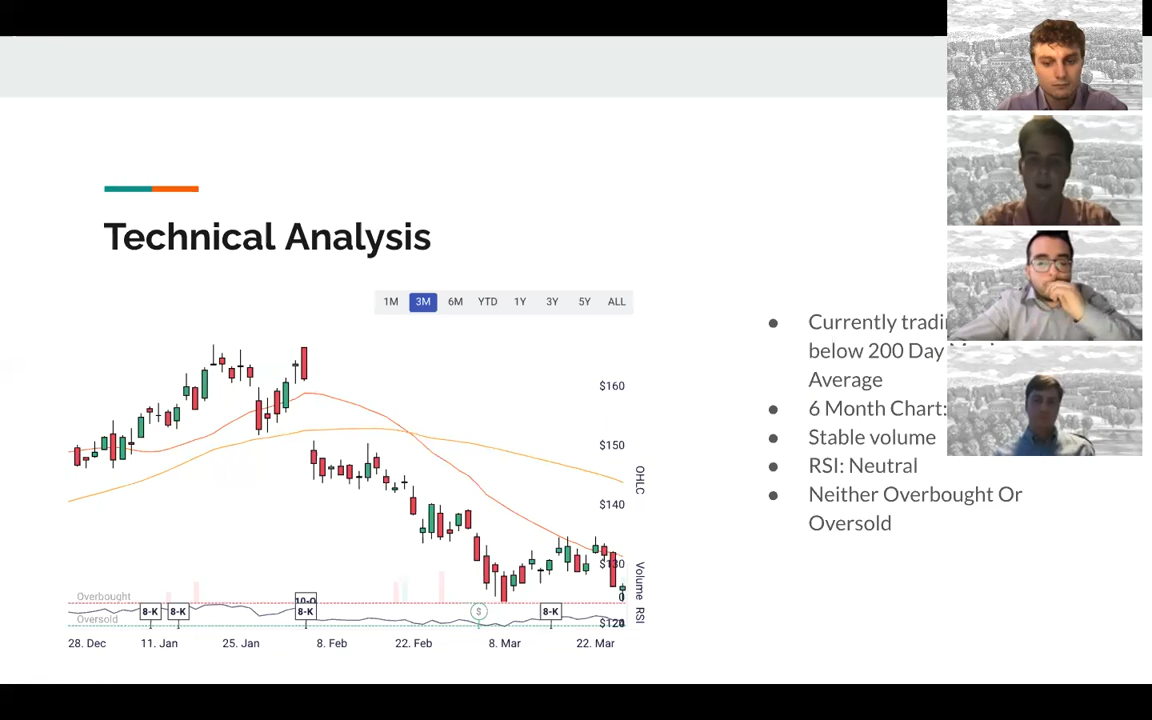 Technical Analysis
1M 3M 6M YTD 1Y 3Y 5Y ALL
Currently
below 200 Day
Average
6 Month Chart:
Stable volume
RSI: Neutral
Neither Overbought Or
Oversold
$160
$150
$140
$130
$120
OHLC
Volume
RSI
Overbought
Oversold
10-Q
8-K 8-K 8-K S 8-K
28. Dec 11. Jan 25. Jan 8. Feb 22. Feb 8. Mar 22. Mar